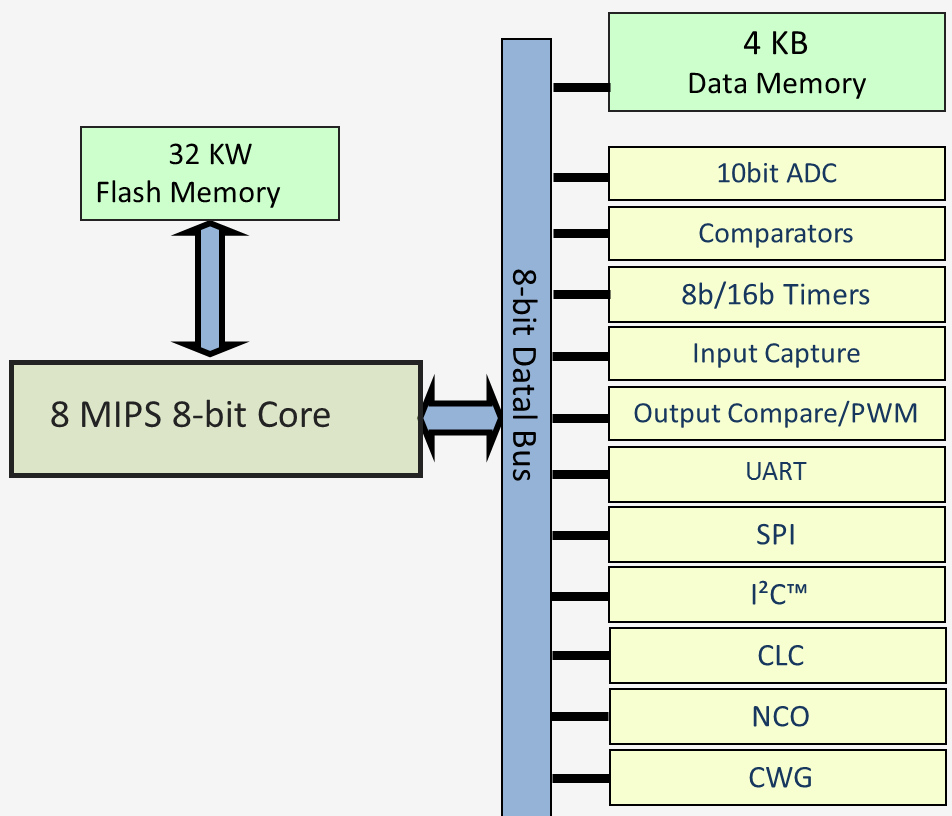 4 KB
Data Memory
32 KW
Flash Memory
10bit ADC
Comparators
8b/16b Timers
Input Capture
8 MIPS 8-bit Core
8-bit Datal Bus
Output Compare/PWM
UART
SPI
I²C™
CLC
NCO
CWG